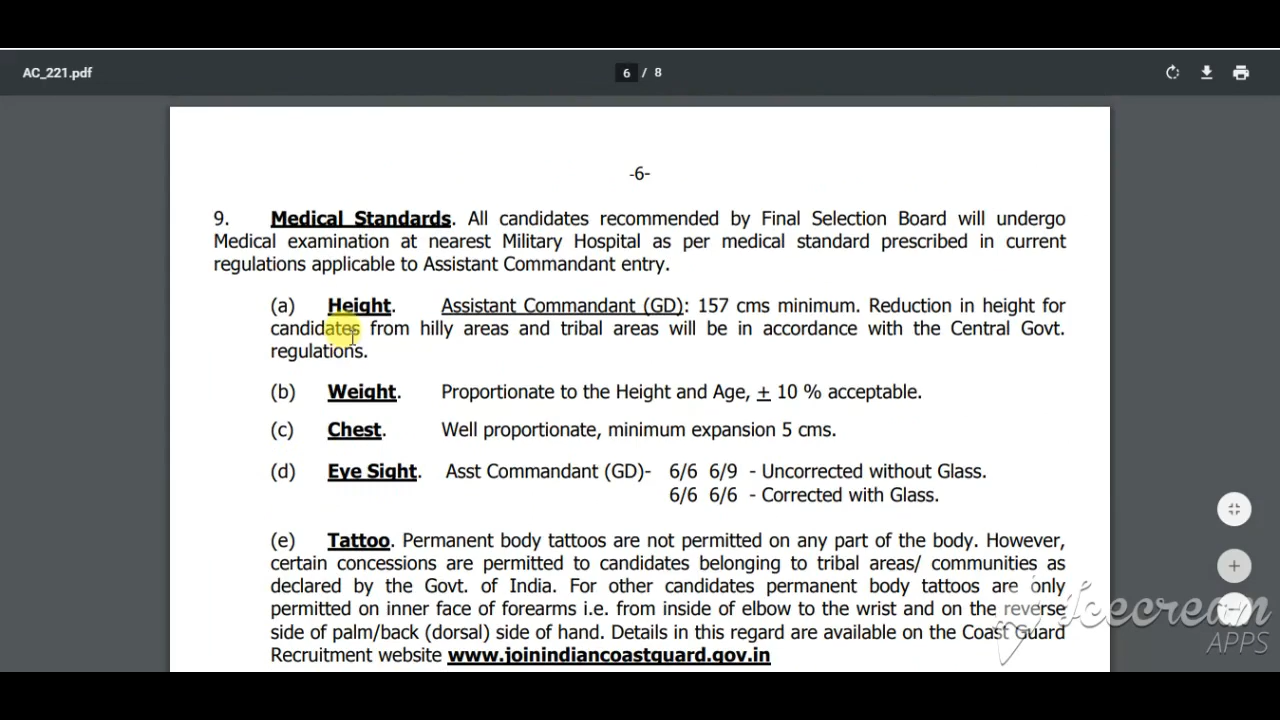 AC_221.pdf
6 / 8
-6-
9. Medical Standards. All candidates recommended by Final Selection Board will undergo
Medical examination at nearest Military Hospital as per medical standard prescribed in current
regulations applicable to Assistant Commandant entry.
(a) Height. Assistant Commandant (GD): 157 cms minimum. Reduction in height for
candidates from hilly areas and tribal areas will be in accordance with the Central Govt.
regulations.
(b) Weight. Proportionate to the Height and Age, ± 10 % acceptable.
(c) Chest. Well proportionate, minimum expansion 5 cms.
(d) Eye Sight. Asst Commandant (GD)- 6/6 6/9 - Uncorrected without Glass.
6/6 6/6 - Corrected with Glass.
(e) Tattoo. Permanent body tattoos are not permitted on any part of the body. However,
certain concessions are permitted to candidates belonging to tribal areas/ communities as
declared by the Govt. of India. For other candidates permanent body tattoos are only
permitted on inner face of forearms i.e. from inside of elbow to the wrist and on the reverse
side of palm/back (dorsal) side of hand. Details in this regard are available on the Coast Guard
Recruitment website www.joinindiancoastguard.gov.in
Icecream
APPS